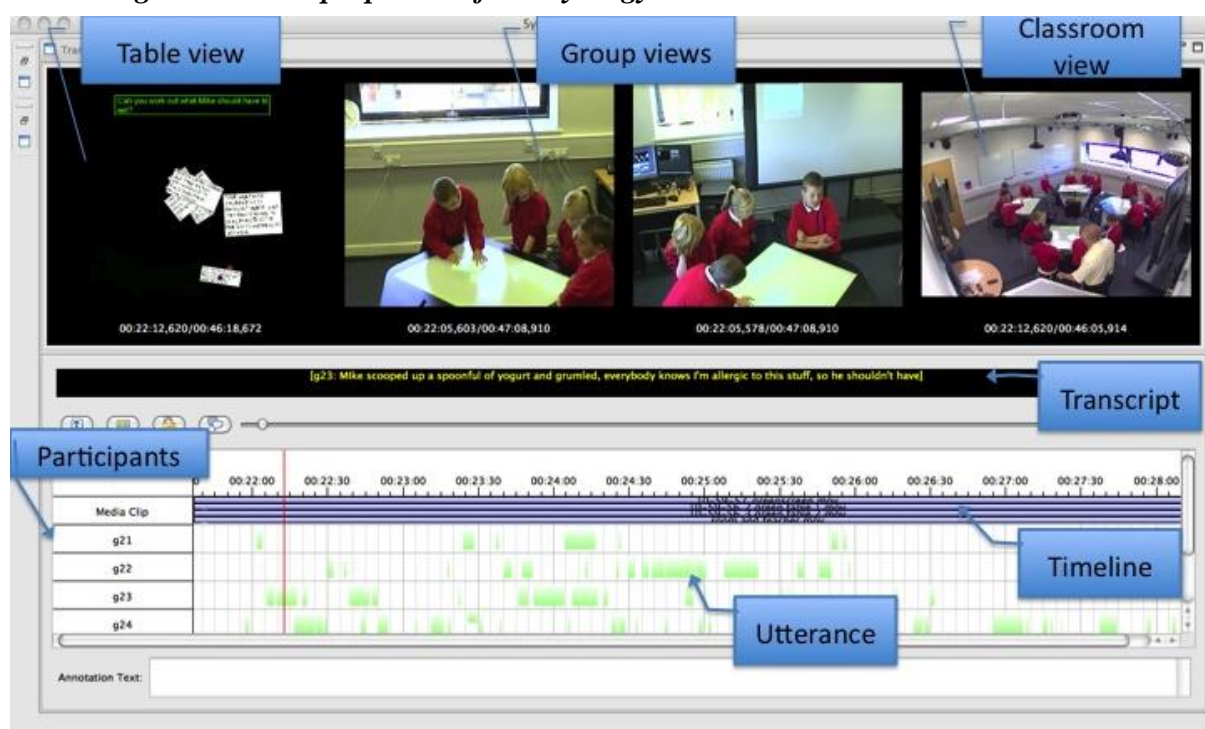 Table view
Group views
Classroom
view
Can you work out what Mike should have to
eat?
00:22:12,620/00:46:18,672
00:22:05,603/00:47:08,910
00:22:05,578/00:47:08,910
00:22:12,620/00:46:05,914
[g23: MIke scooped up a spoonful of yogurt and grumled, everybody knows I'm allergic to this stuff, so he shouldn't have]
Transcript
Participants
00:22:00 00:22:30 00:23:00 00:23:30 00:24:00 00:24:30 00:25:00 00:25:30 00:26:00 00:26:30 00:27:00 00:27:30 00:28:00
Media Clip
g21
g22
g23
g24
Timeline
Utterance
Annotation Text: